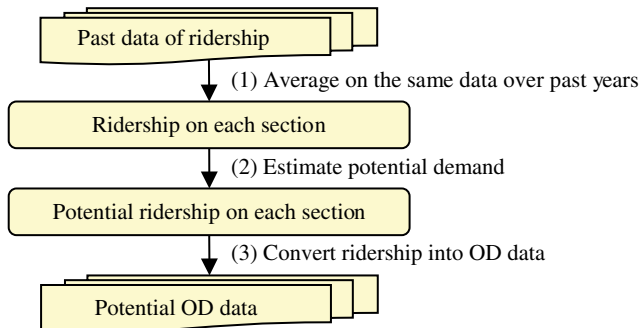 Past data of ridership
(1) Average on the same data over past years
Ridership on each section
(2) Estimate potential demand
Potential ridership on each section
(3) Convert ridership into OD data
Potential OD data